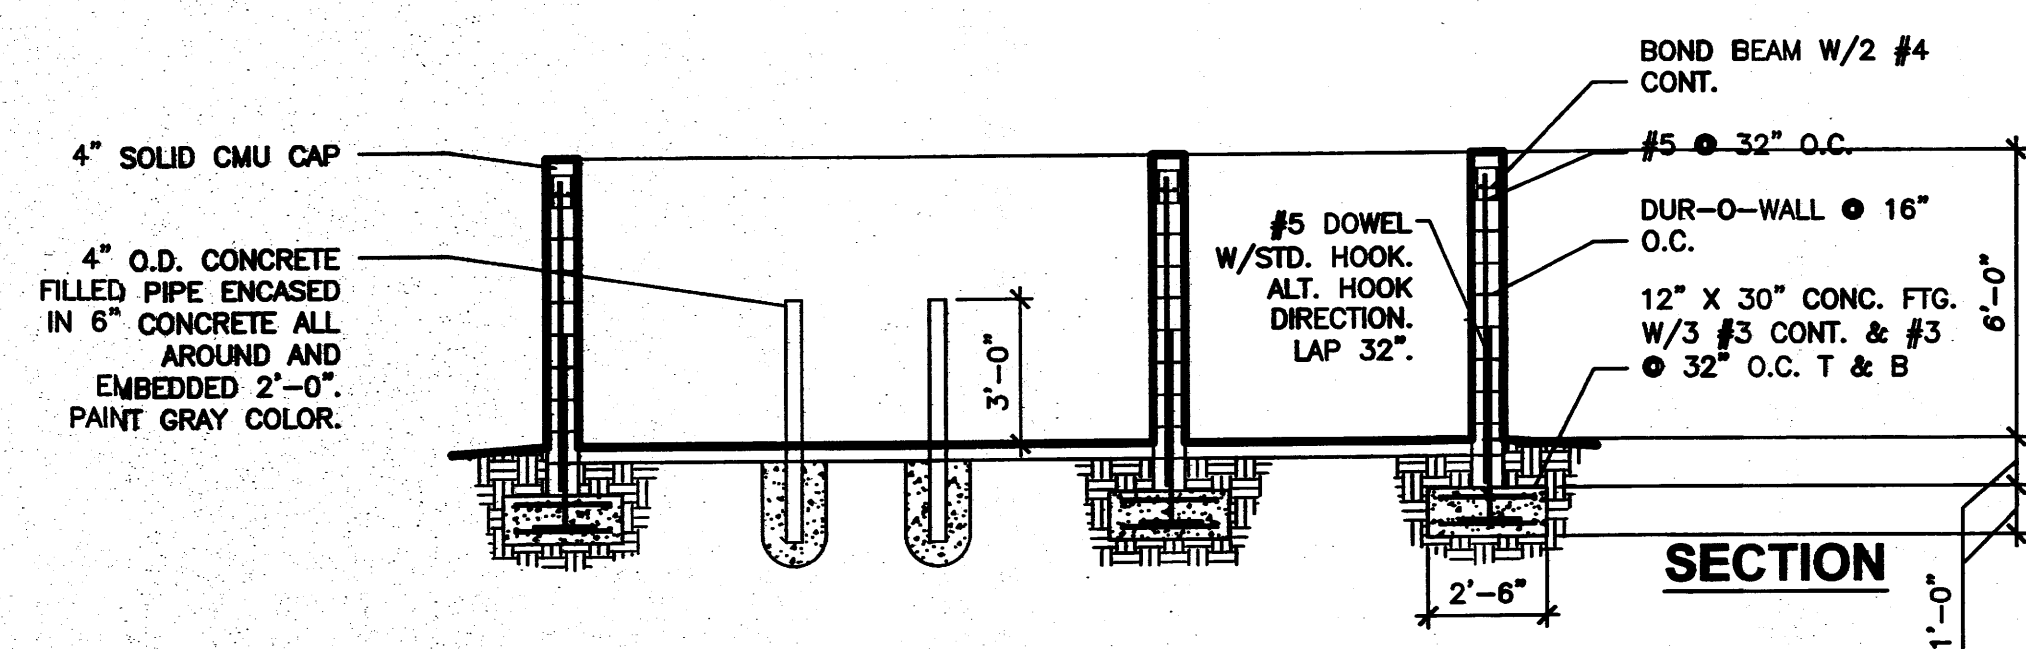 4" SOLID CMU CAP
4" O.D. CONCRETE
FILLED PIPE ENCASED
IN 6" CONCRETE ALL
AROUND AND
EMBEDDED 2'-0".
PAINT GRAY COLOR.
3'-0"
#5 DOWEL
W/STD. HOOK.
ALT. HOOK
DIRECTION.
LAP 32".
BOND BEAM W/2 #4
CONT.
#5 @ 32" O.C.
DUR-O-WALL @ 16"
O.C.
12" X 30" CONC. FTG.
W/3 #3 CONT. & #3
@ 32" O.C. T & B
6'-0"
2'-6"
SECTION
1'-0"